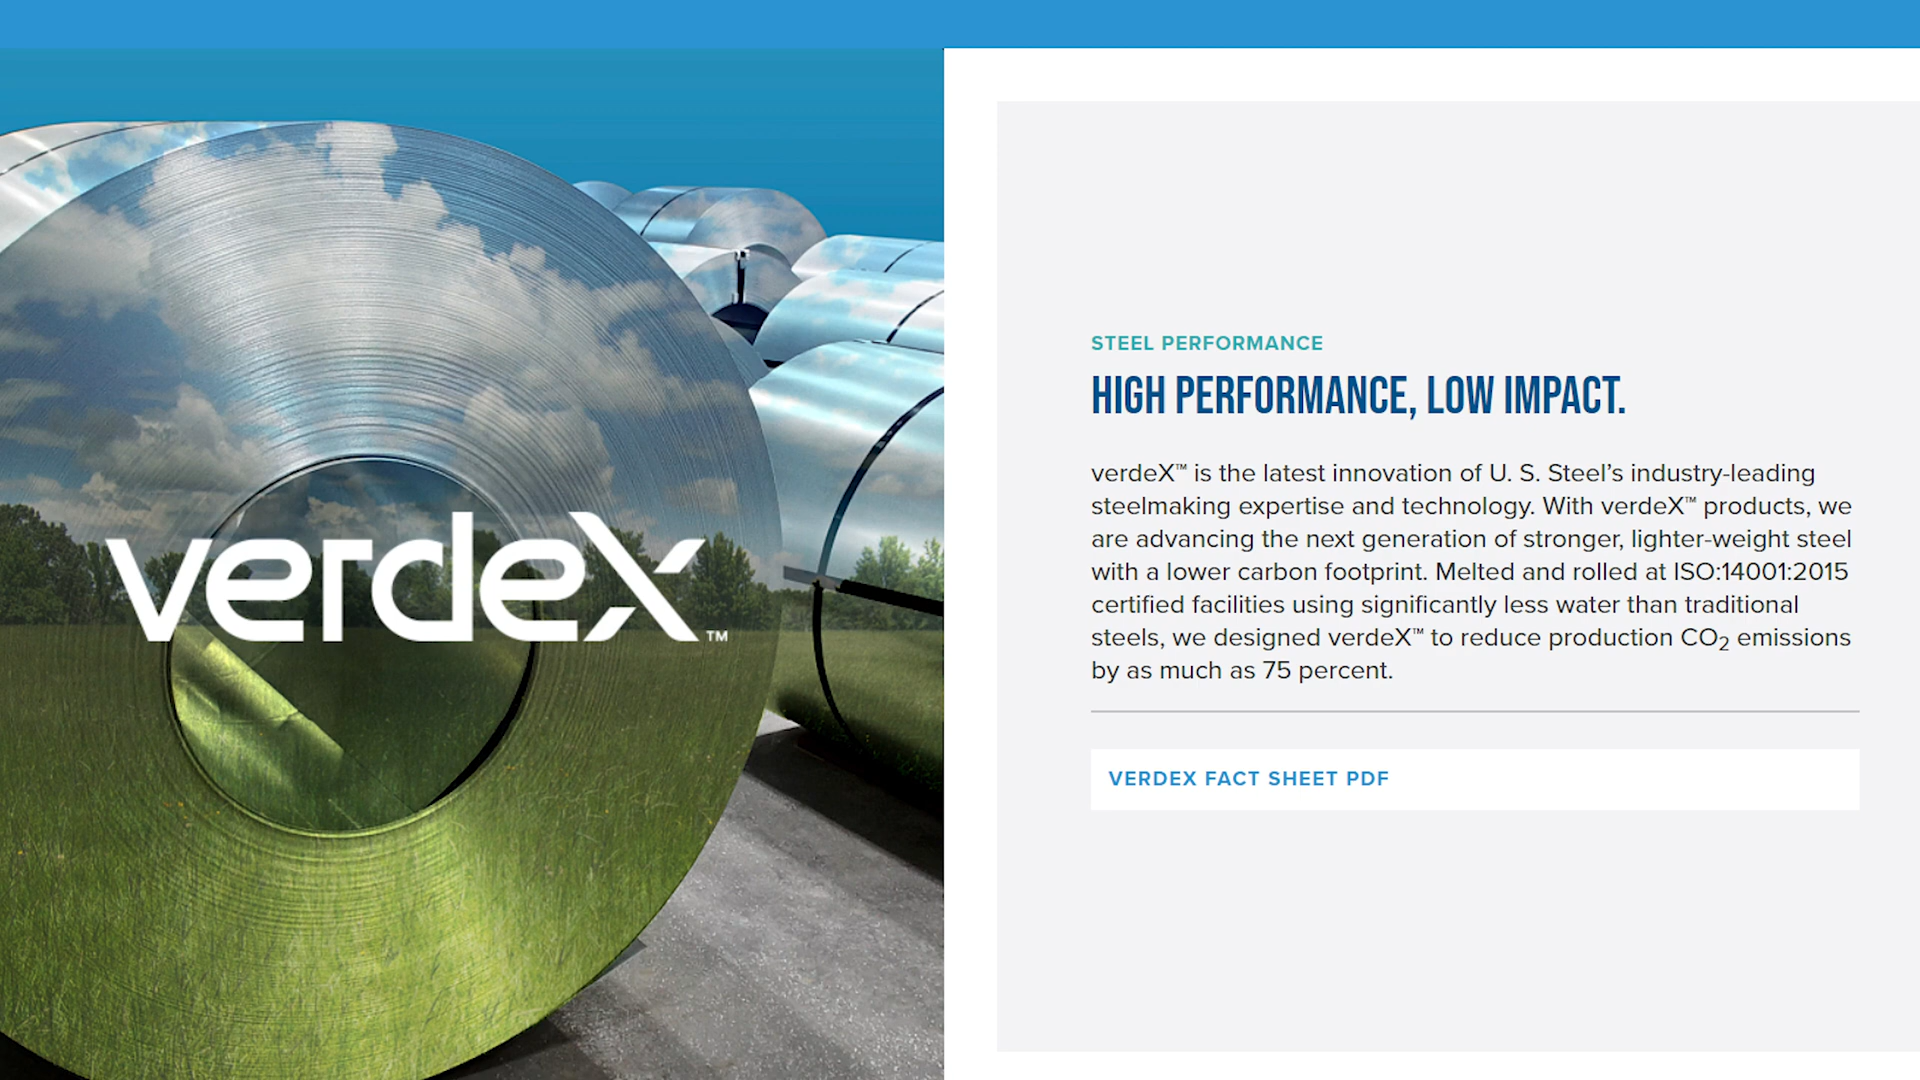 verdeX™
STEEL PERFORMANCE
HIGH PERFORMANCE, LOW IMPACT.
verdeX™ is the latest innovation of U. S. Steel’s industry-leading
steelmaking expertise and technology. With verdeX™ products, we
are advancing the next generation of stronger, lighter-weight steel
with a lower carbon footprint. Melted and rolled at ISO:14001:2015
certified facilities using significantly less water than traditional
steels, we designed verdeX™ to reduce production CO₂ emissions
by as much as 75 percent.
VERDEX FACT SHEET PDF